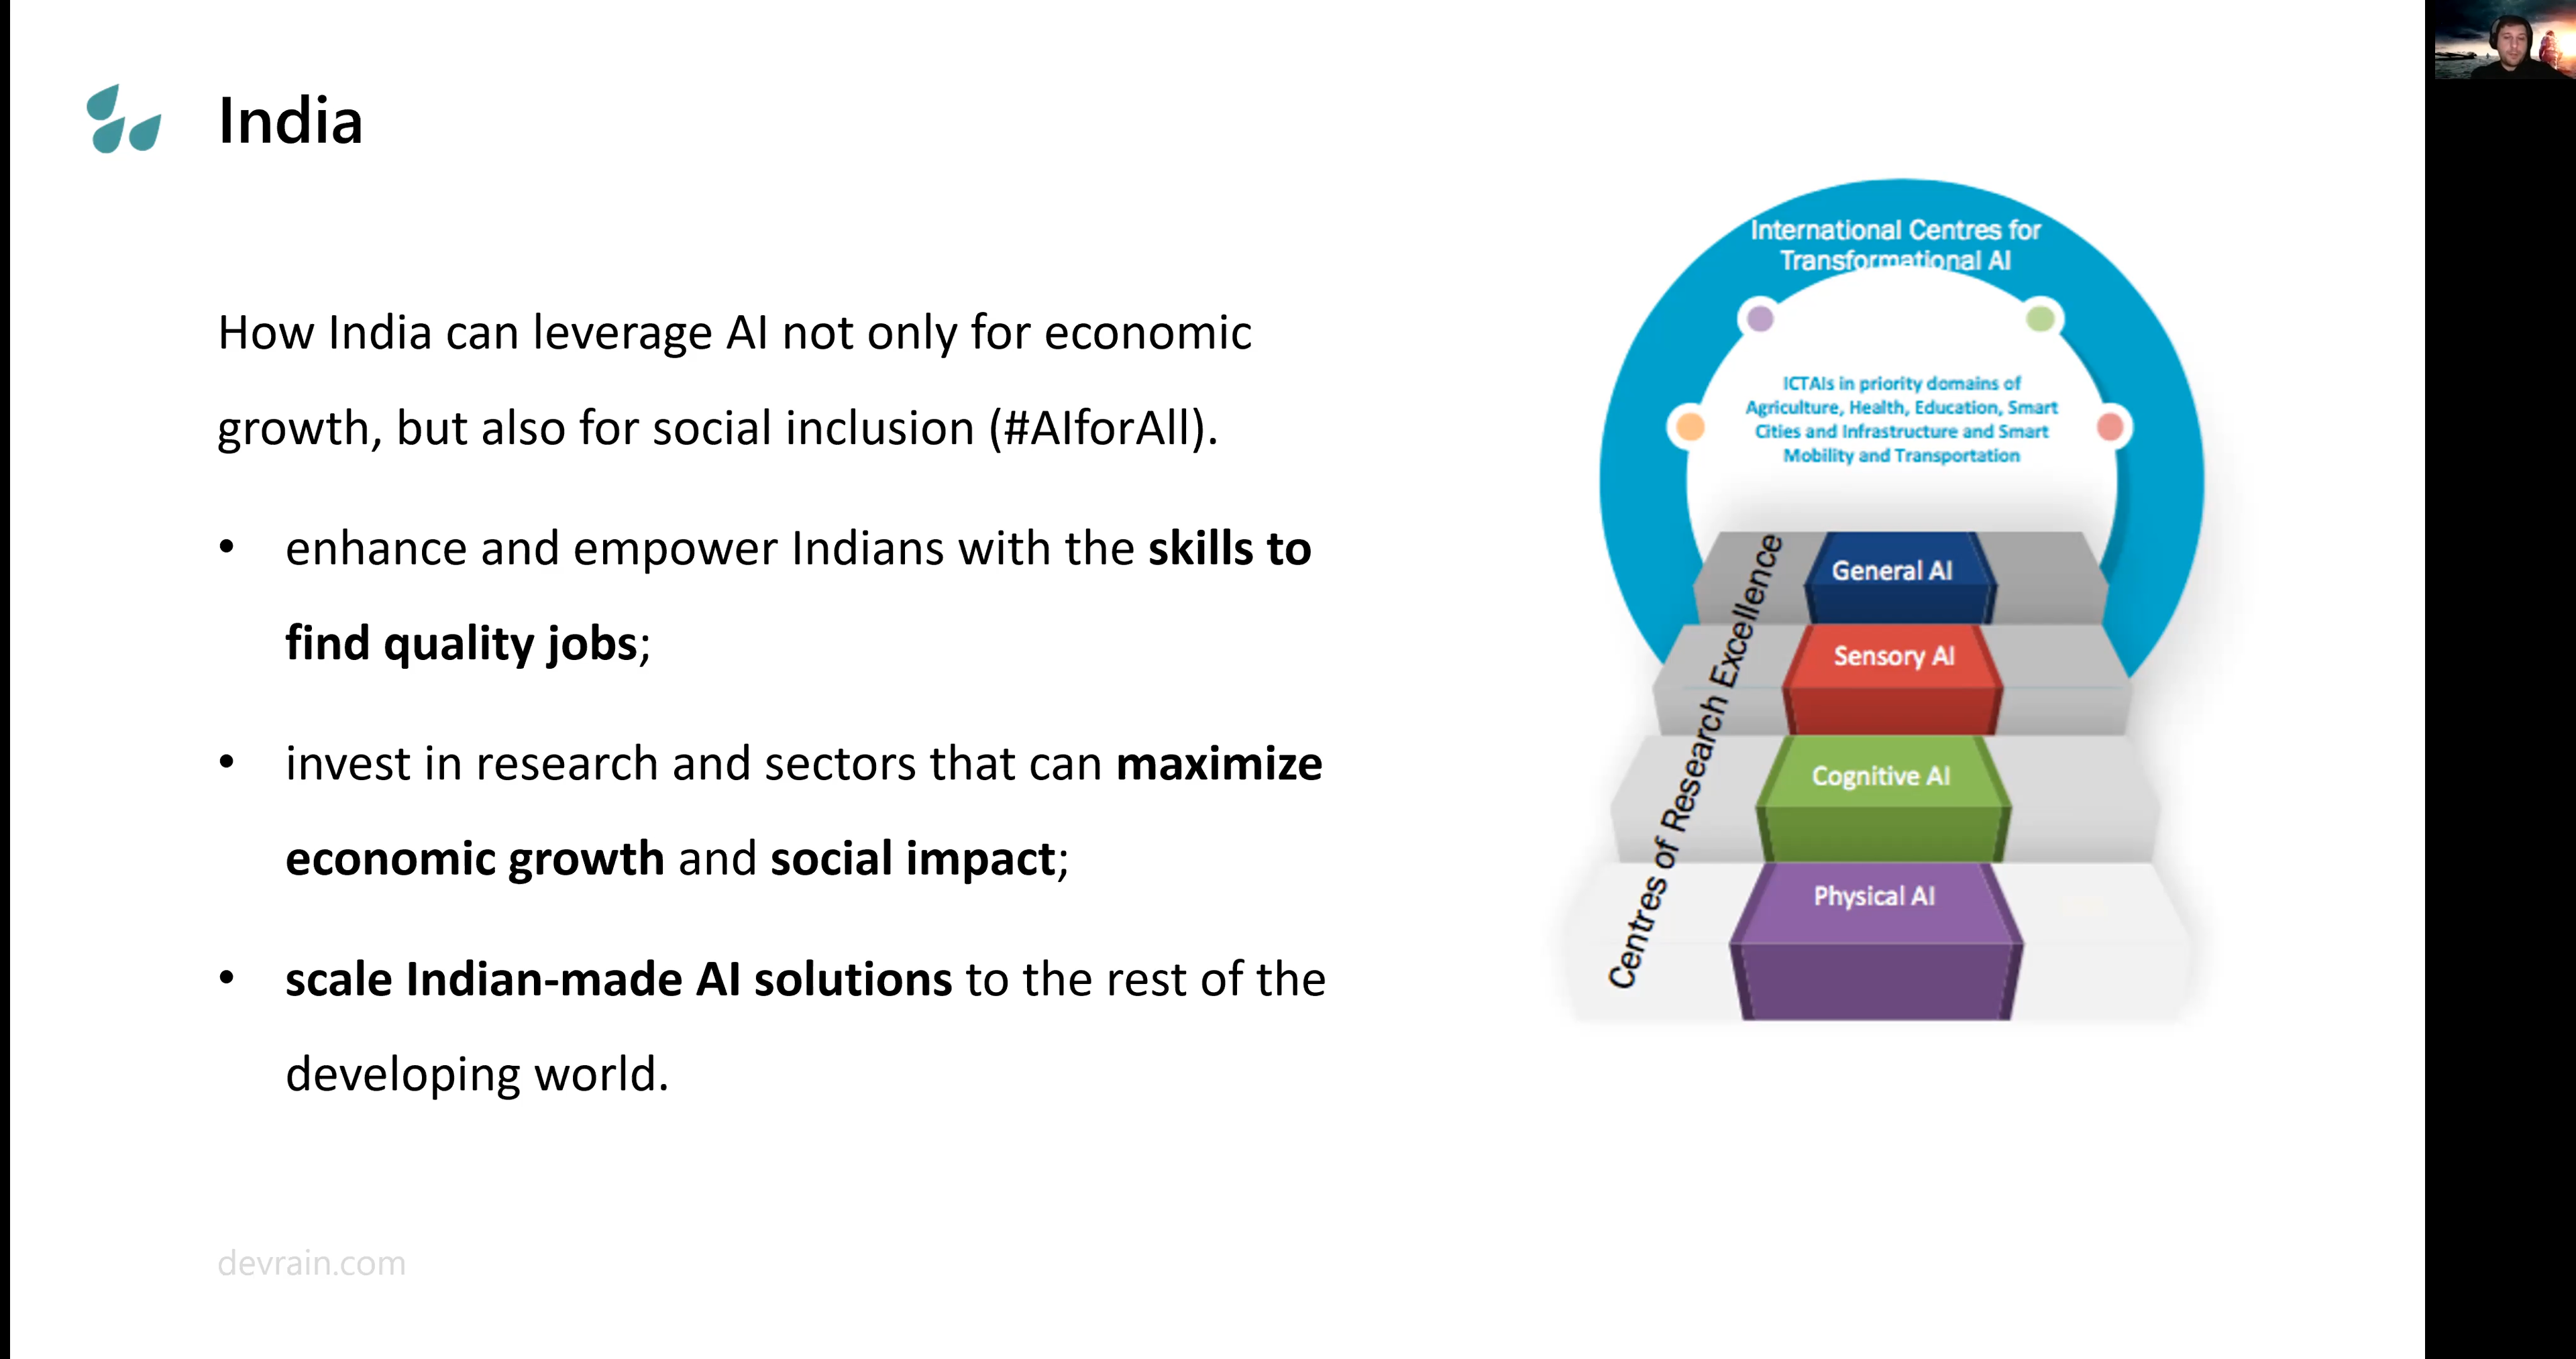 India
How India can leverage AI not only for economic
growth, but also for social inclusion (#AIforAll).
• enhance and empower Indians with the skills to
find quality jobs;
• invest in research and sectors that can maximize
economic growth and social impact;
• scale Indian-made AI solutions to the rest of the
developing world.
devrain.com
International Centres for
Transformational AI
ICTAIs in priority domains of
Agriculture, Health, Education, Smart
Cities and Infrastructure and Smart
Mobility and Transportation
Centres of Research Excellence
General AI
Sensory AI
Cognitive AI
Physical AI